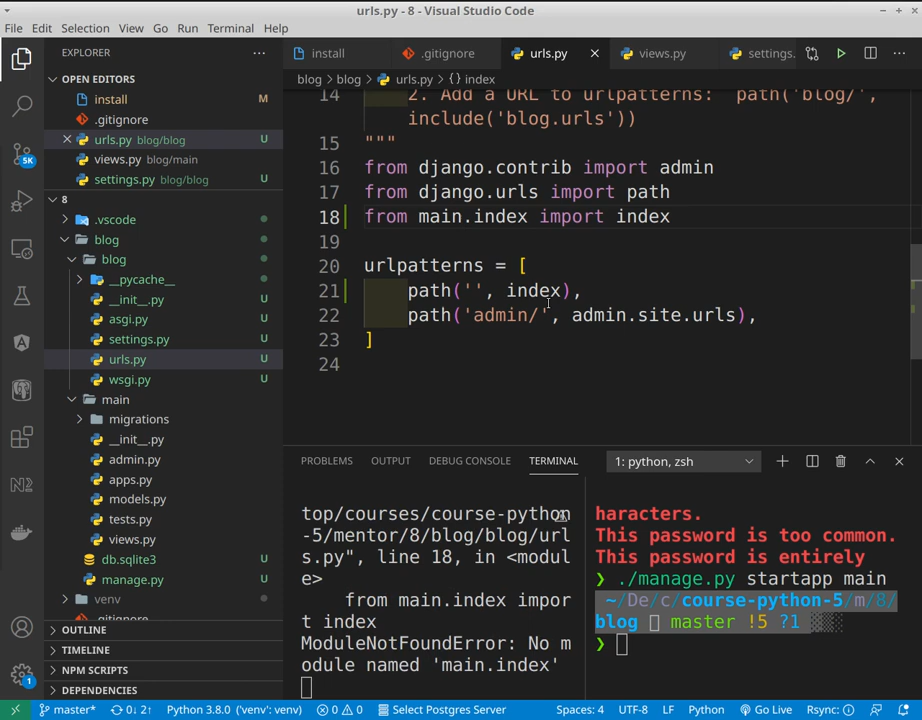 urls.py - 8 - Visual Studio Code
File Edit Selection View Go Run Terminal Help
EXPLORER
OPEN EDITORS
install M
.gitignore
urls.py blog/blog U
views.py blog/main
settings.py blog/blog U
8
.vscode
blog
blog
__pycache__
__init__.py U
asgi.py U
settings.py U
urls.py U
wsgi.py U
main
migrations
__init__.py
admin.py
apps.py
models.py
tests.py
views.py
db.sqlite3 U
manage.py U
venv
.gitignore
OUTLINE
TIMELINE
NPM SCRIPTS
DEPENDENCIES
5K
1
install .gitignore urls.py views.py settings.
blog > blog > urls.py > {} index
14 2. Add a URL to urlpatterns: path('blog/',
include('blog.urls'))
15 """
16 from django.contrib import admin
17 from django.urls import path
18 from main.index import index
19
20 urlpatterns = [
21 path('', index),
22 path('admin/', admin.site.urls),
23 ]
24
PROBLEMS OUTPUT DEBUG CONSOLE TERMINAL 1: python, zsh
top/courses/course-python
-5/mentor/8/blog/blog/url
s.py", line 18, in <modul
e>
from main.index impor
t index
ModuleNotFoundError: No m
odule named 'main.index'
haracters.
This password is too common.
This password is entirely
❯ ./manage.py startapp main
~/De/c/course-python-5/m/8/
blog master !5 ?1
❯
master* 0↓ 2↑ Python 3.8.0 ('venv': venv) 0 0 Select Postgres Server Spaces: 4 UTF-8 LF Python Go Live Rsync: